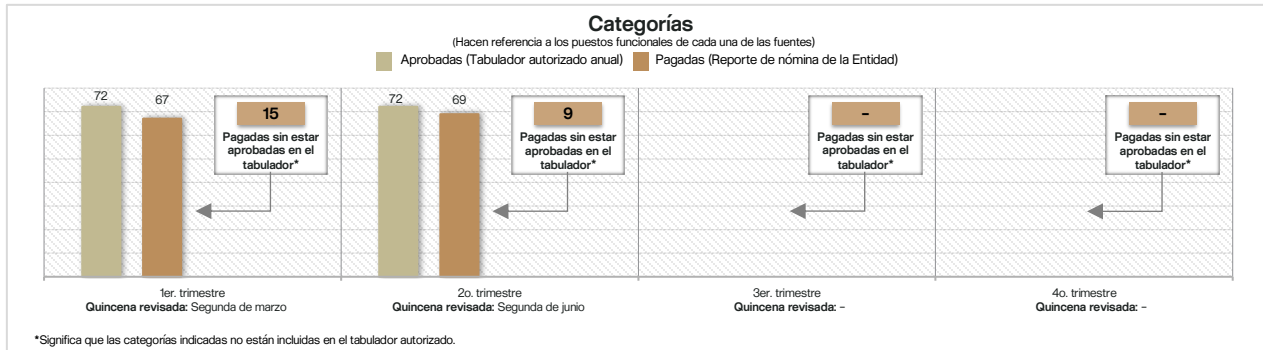 Categorías
(Hacen referencia a los puestos funcionales de cada una de las fuentes)
Aprobadas (Tabulador autorizado anual)
Pagadas (Reporte de nómina de la Entidad)
72
67
15
Pagadas sin estar
aprobadas en el
tabulador*
72
69
9
Pagadas sin estar
aprobadas en el
tabulador*
-
Pagadas sin estar
aprobadas en el
tabulador*
-
Pagadas sin estar
aprobadas en el
tabulador*
1er. trimestre
Quincena revisada: Segunda de marzo
2o. trimestre
Quincena revisada: Segunda de junio
3er. trimestre
Quincena revisada: -
4o. trimestre
Quincena revisada: -
*Significa que las categorías indicadas no están incluidas en el tabulador autorizado.